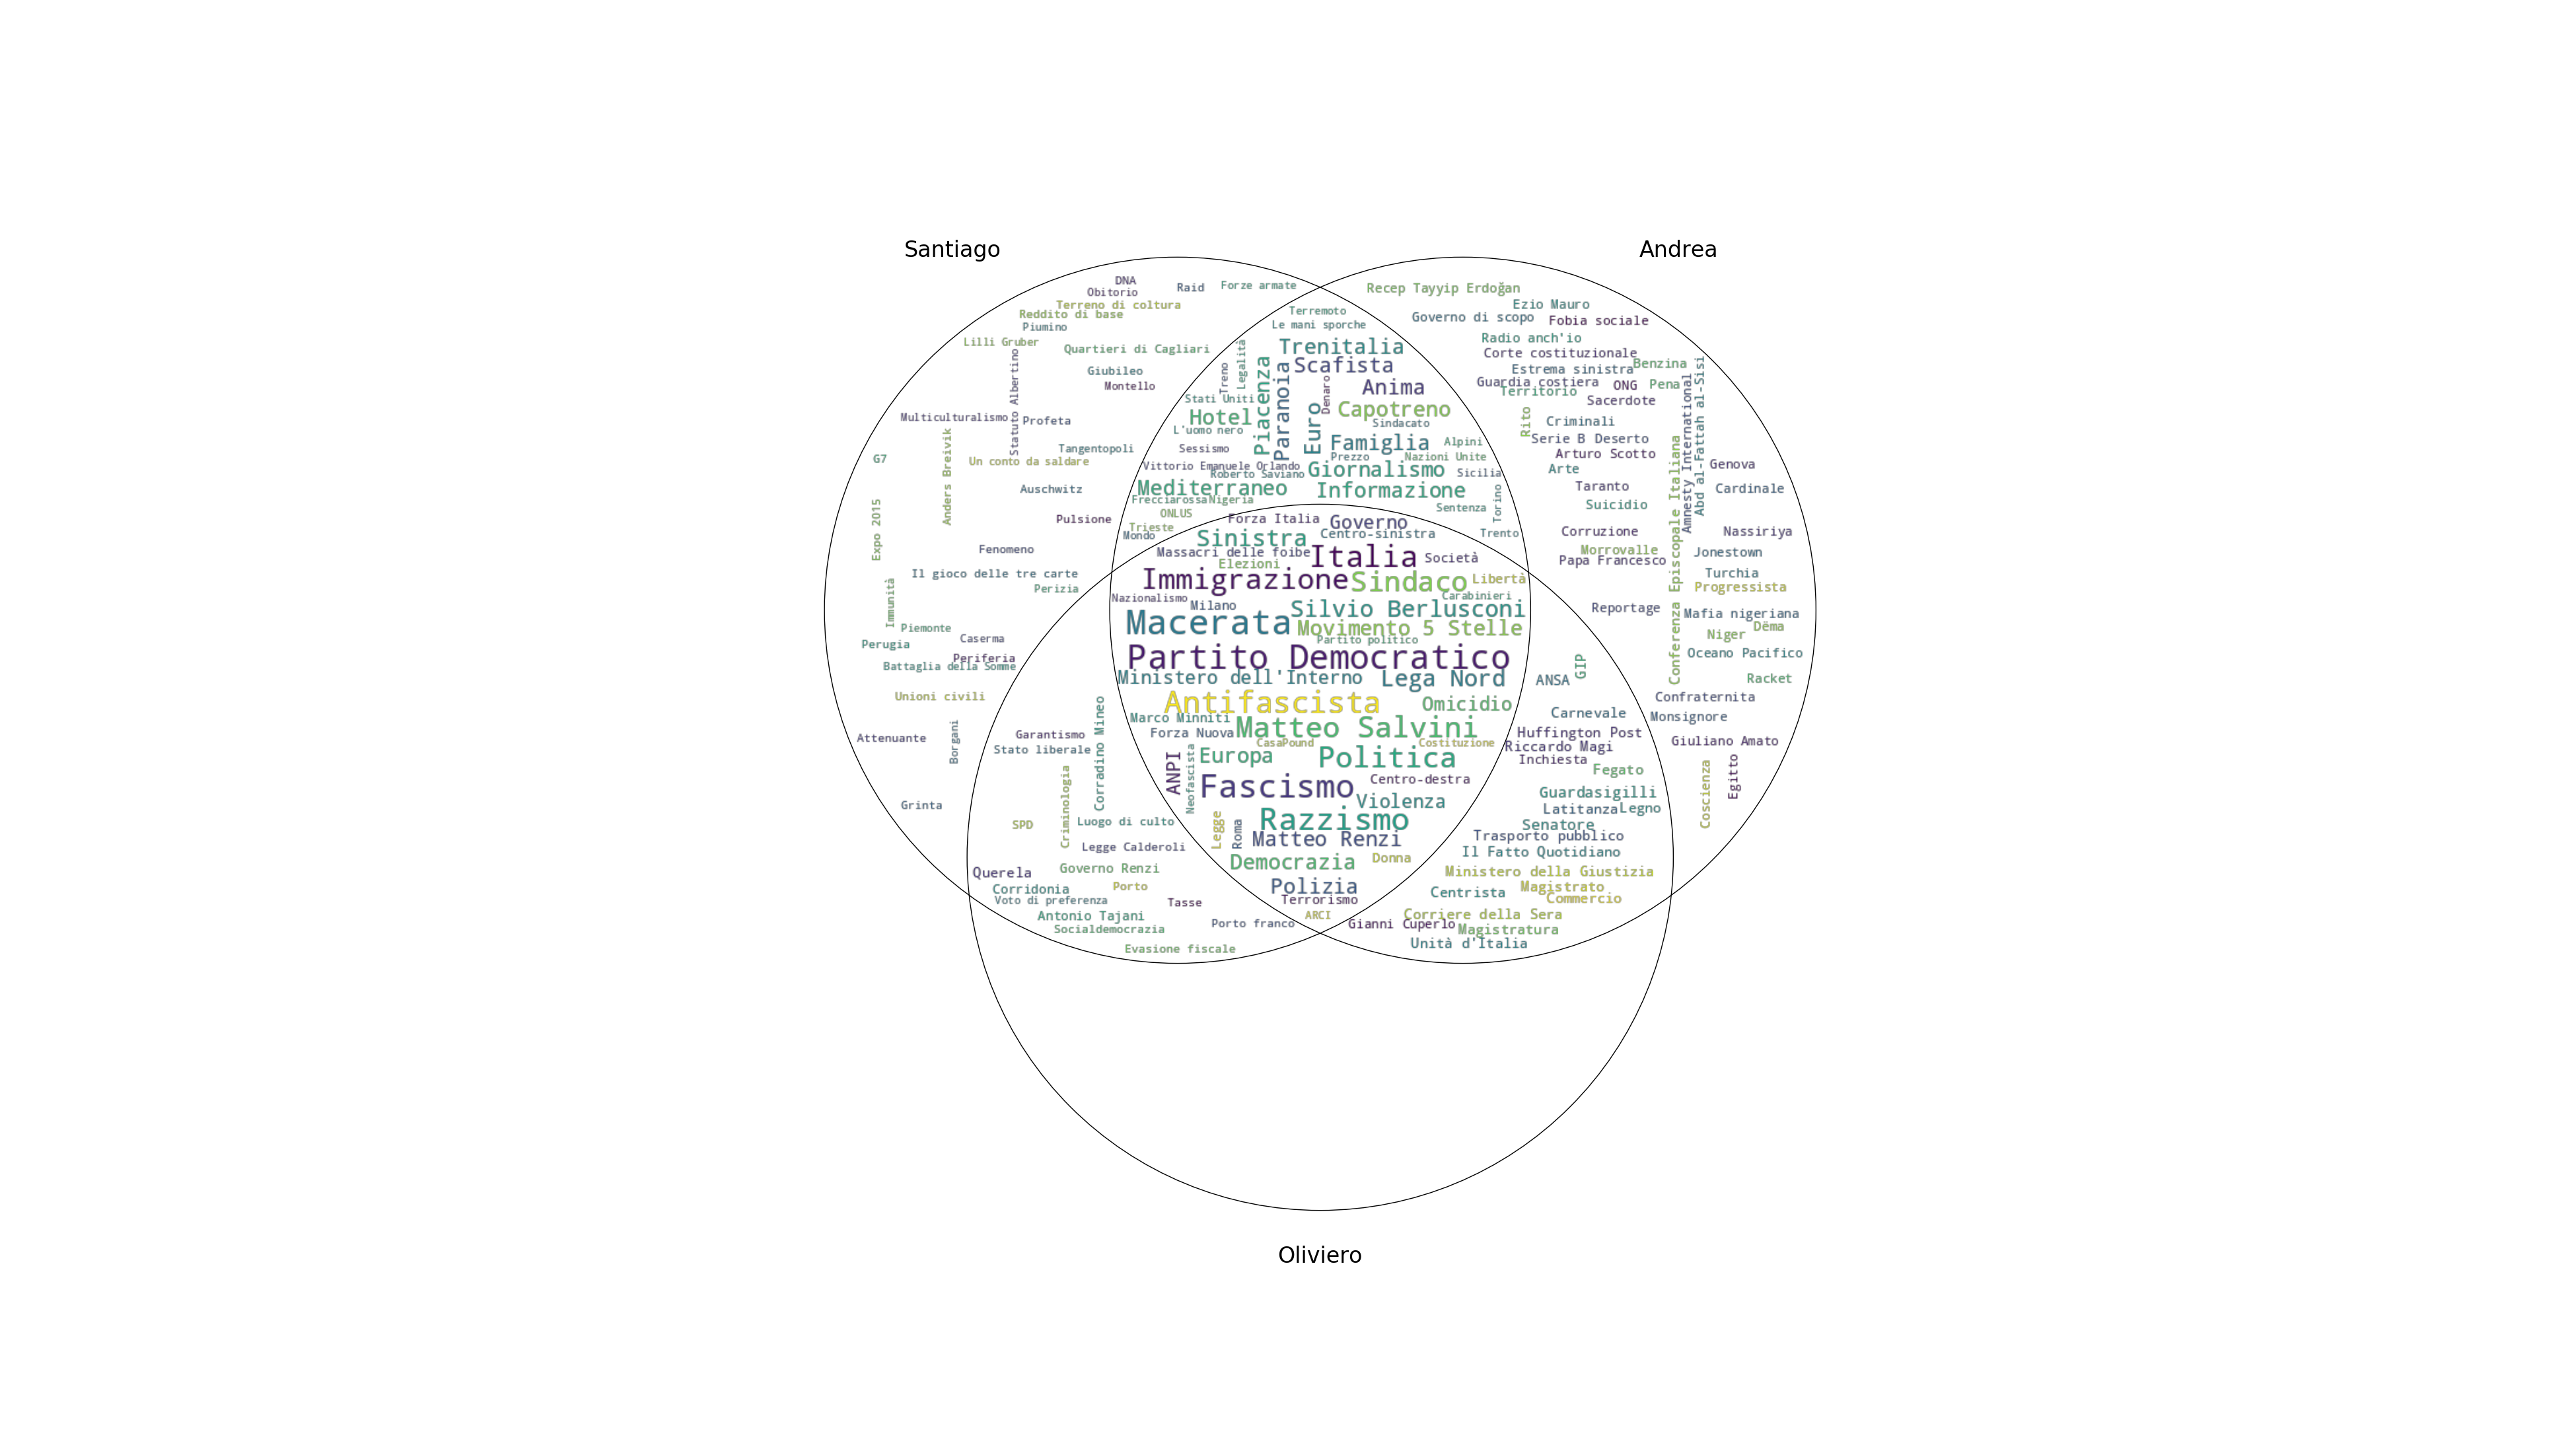 Santiago
Andrea
DNA
Obitorio
Raid
Forze armate
Terreno di coltura
Reddito di base
Piumino
Lilli Gruber
Quartieri di Cagliari
Statuto Albertino
Giubileo
Montello
Multiculturalismo
Profeta
Tangentopoli
G7
Anders Breivik
Un conto da saldare
Auschwitz
Expo 2015
Pulsione
Fenomeno
Il gioco delle tre carte
Perizia
Immunità
Piemonte
Caserma
Perugia
Periferia
Battaglia della Somme
Unioni civili
Attenuante
Borgani
Grinta
Terremoto
Le mani sporche
Trenitalia
Scafista
Treno
Legalità
Piacenza
Paranoia
Denaro
Anima
Stati Uniti
Euro
Capotreno
Hotel
Sindacato
L'uomo nero
Famiglia
Alpini
Sessismo
Prezzo
Nazioni Unite
Vittorio Emanuele Orlando
Roberto Saviano
Giornalismo
Sicilia
Mediterraneo
Informazione
Frecciarossa
Nigeria
Sentenza
Torino
ONLUS
Trieste
Mondo
Trento
Recep Tayyip Erdoğan
Ezio Mauro
Governo di scopo
Fobia sociale
Radio anch'io
Corte costituzionale
Benzina
Estrema sinistra
Guardia costiera
ONG
Pena
Territorio
Sacerdote
Amnesty International
Abd al-Fattah al-Sisi
Rito
Criminali
Serie B
Deserto
Arturo Scotto
Arte
Genova
Taranto
Cardinale
Suicidio
Conferenza Episcopale Italiana
Corruzione
Nassiriya
Morrovalle
Jonestown
Papa Francesco
Turchia
Progressista
Reportage
Mafia nigeriana
Dëma
Niger
Oceano Pacifico
Racket
Confraternita
Monsignore
Giuliano Amato
Coscienza
Egitto
Forza Italia
Governo
Sinistra
Centro-sinistra
Massacri delle foibe
Italia
Società
Elezioni
Immigrazione
Sindaco
Libertà
Nazionalismo
Carabinieri
Milano
Silvio Berlusconi
Macerata
Movimento 5 Stelle
Partito politico
Partito Democratico
Ministero dell'Interno
Lega Nord
Antifascista
Omicidio
Marco Minniti
Matteo Salvini
Forza Nuova
CasaPound
Costituzione
ANPI
Neofascista
Europa
Politica
Fascismo
Centro-destra
Violenza
Legge
Roma
Razzismo
Matteo Renzi
Democrazia
Donna
Polizia
Terrorismo
ARCI
Corradino Mineo
Garantismo
Stato liberale
Criminologia
SPD
Luogo di culto
Legge Calderoli
Querela
Governo Renzi
Corridonia
Porto
Voto di preferenza
Tasse
Antonio Tajani
Porto franco
Socialdemocrazia
Evasione fiscale
ANSA
GIP
Carnevale
Huffington Post
Riccardo Magi
Inchiesta
Fegato
Guardasigilli
Latitanza
Legno
Senatore
Trasporto pubblico
Il Fatto Quotidiano
Ministero della Giustizia
Centrista
Magistrato
Commercio
Corriere della Sera
Gianni Cuperlo
Magistratura
Unità d'Italia
Oliviero